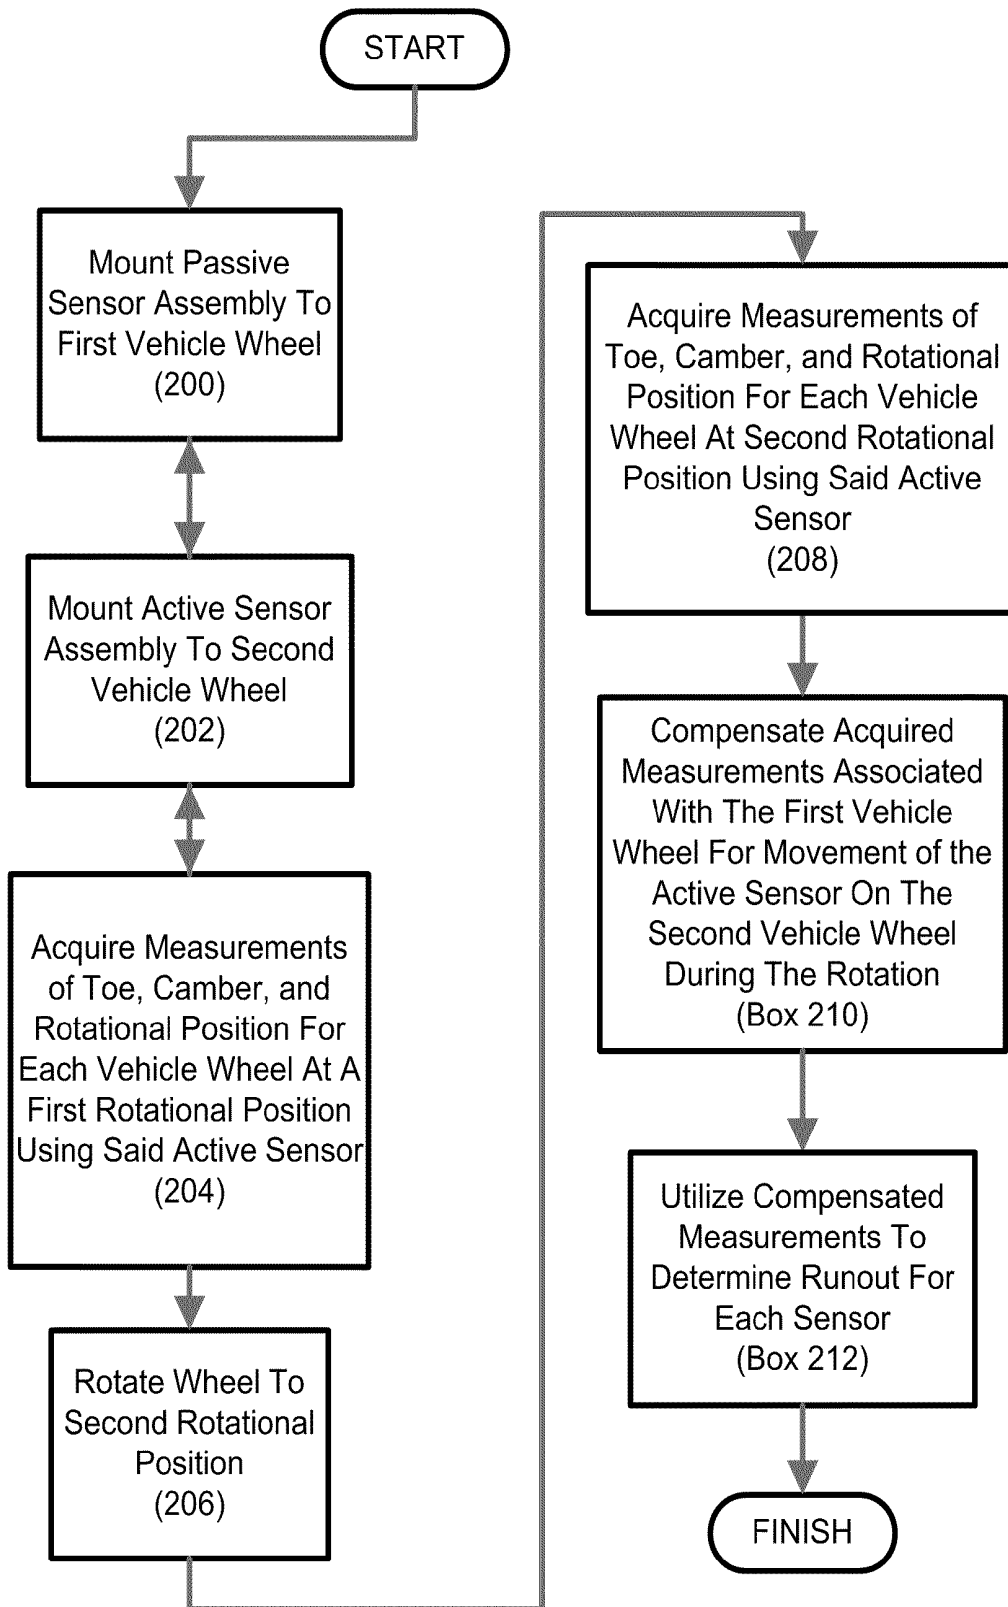 START
Mount Passive
Sensor Assembly To
First Vehicle Wheel
(200)
Mount Active Sensor
Assembly To Second
Vehicle Wheel
(202)
Acquire Measurements
of Toe, Camber, and
Rotational Position For
Each Vehicle Wheel At A
First Rotational Position
Using Said Active Sensor
(204)
Rotate Wheel To
Second Rotational
Position
(206)
Acquire Measurements of
Toe, Camber, and Rotational
Position For Each Vehicle
Wheel At Second Rotational
Position Using Said Active
Sensor
(208)
Compensate Acquired
Measurements Associated
With The First Vehicle
Wheel For Movement of the
Active Sensor On The
Second Vehicle Wheel
During The Rotation
(Box 210)
Utilize Compensated
Measurements To
Determine Runout For
Each Sensor
(Box 212)
FINISH